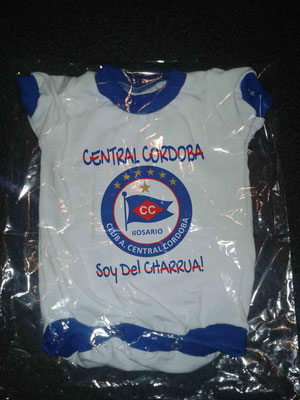 CENTRAL CORDOBA
CC
ROSARIO
CLUB A. CENTRAL CORDOBA
Soy Del CHARRUA!